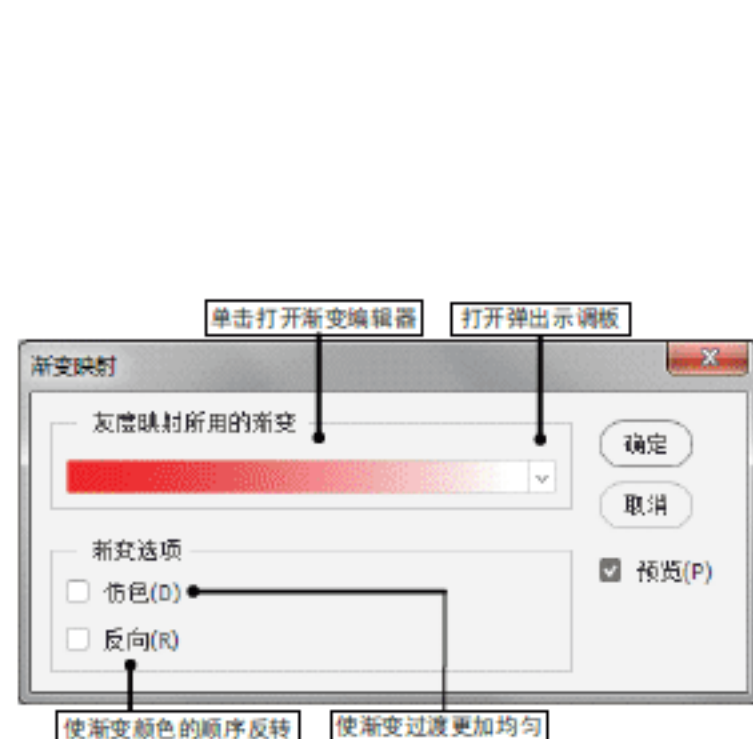 单击打开渐变编辑器 打开弹出示调板
渐变映射
灰度映射所用的渐变
确定
取消
渐变选项
预览(P)
仿色(D)
反向(R)
使渐变颜色的顺序反转 使渐变过渡更加均匀